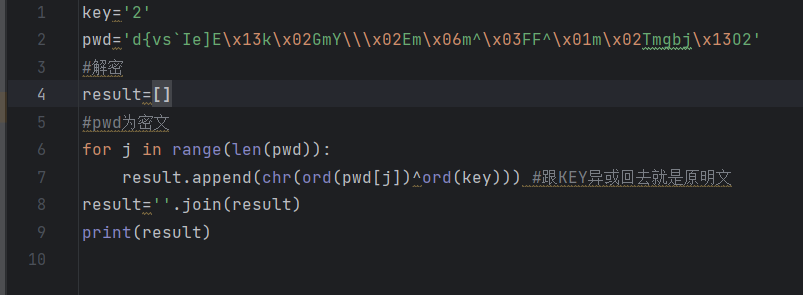 1 key='2'
2 pwd='d{vs`Ie]E\x13k\x02GmY\\\x02Em\x06m^\x03FF^\x01m\x02Tmqbj\x13O2'
3 #解密
4 result=[]
5 #pwd为密文
6 for j in range(len(pwd)):
7 result.append(chr(ord(pwd[j])^ord(key))) #跟KEY异或回去就是原明文
8 result=''.join(result)
9 print(result)
10